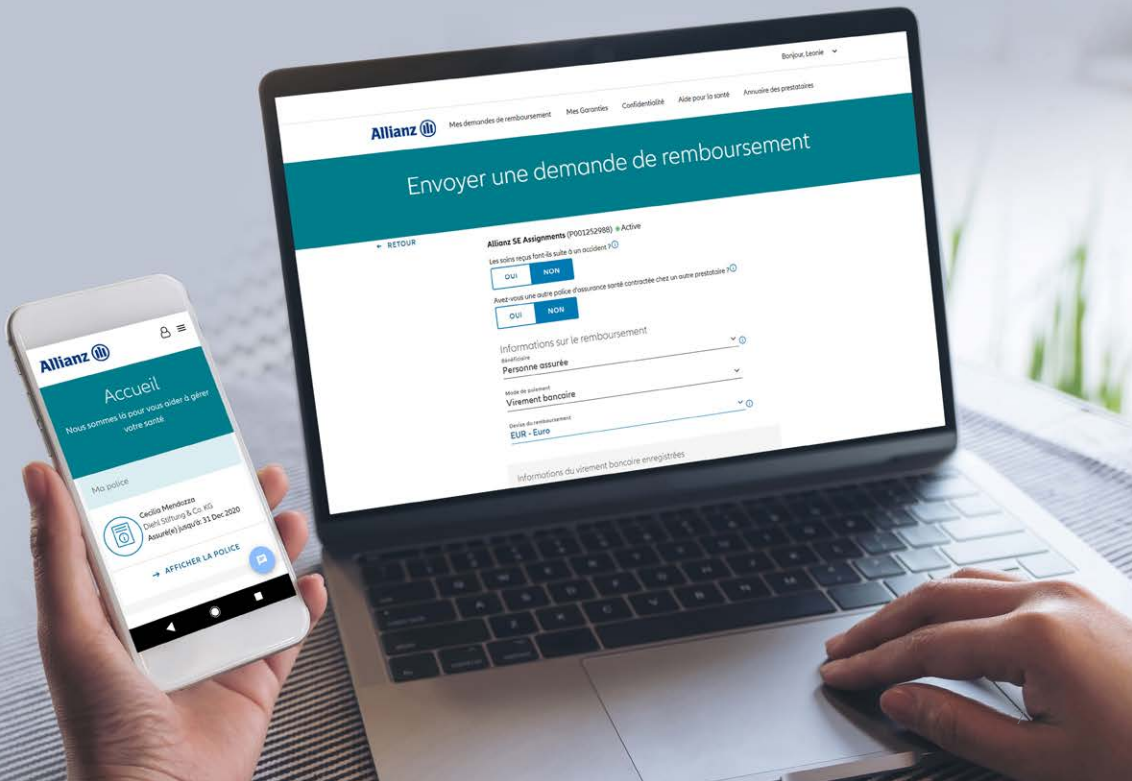 Bonjour, Leonie
Allianz
Mes demandes de remboursement Mes Garanties Confidentialité Aide pour la santé Annuaire des prestataires
Envoyer une demande de remboursement
← RETOUR
Allianz SE Assignments (P001252988) Active
Les soins reçus font-ils suite à un accident ?
OUI NON
Avez-vous une autre police d'assurance santé contractée chez un autre prestataire ?
OUI NON
Informations sur le remboursement
Bénéficiaire
Personne assurée
Mode de paiement
Virement bancaire
Devise du remboursement
EUR - Euro
Informations du virement bancaire enregistrées
Allianz
Accueil
Nous sommes là pour vous aider à gérer
votre santé
Ma police
Cecilia Mendozza
Diehl Stiftung & Co. KG
Assuré(e) jusqu'à: 31 Dec 2020
→ AFFICHER LA POLICE